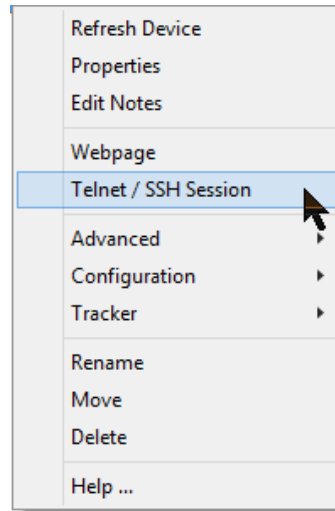 Refresh Device
Properties
Edit Notes
Webpage
Telnet / SSH Session
Advanced
Configuration
Tracker
Rename
Move
Delete
Help ...